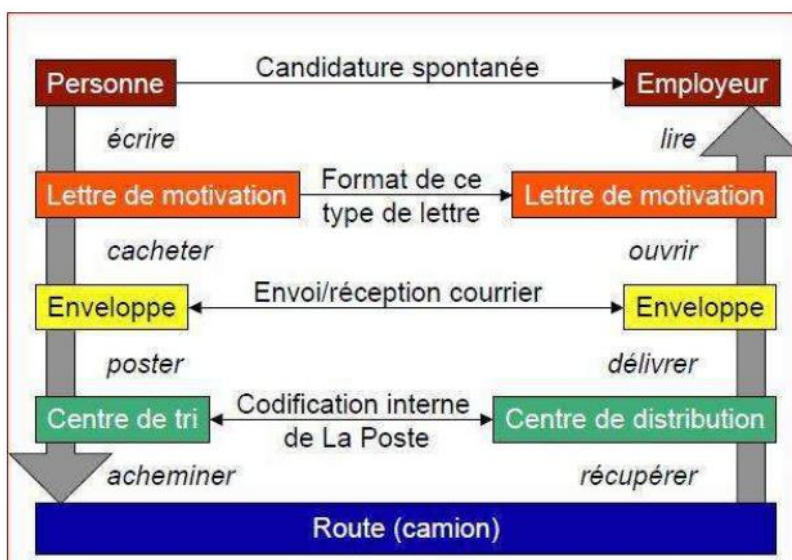 Personne
Candidature spontanée
Employeur
écrire
lire
Lettre de motivation
Format de ce
type de lettre
Lettre de motivation
cacheter
ouvrir
Enveloppe
Envoi/réception courrier
Enveloppe
poster
délivrer
Centre de tri
Codification interne
de La Poste
Centre de distribution
acheminer
récupérer
Route (camion)